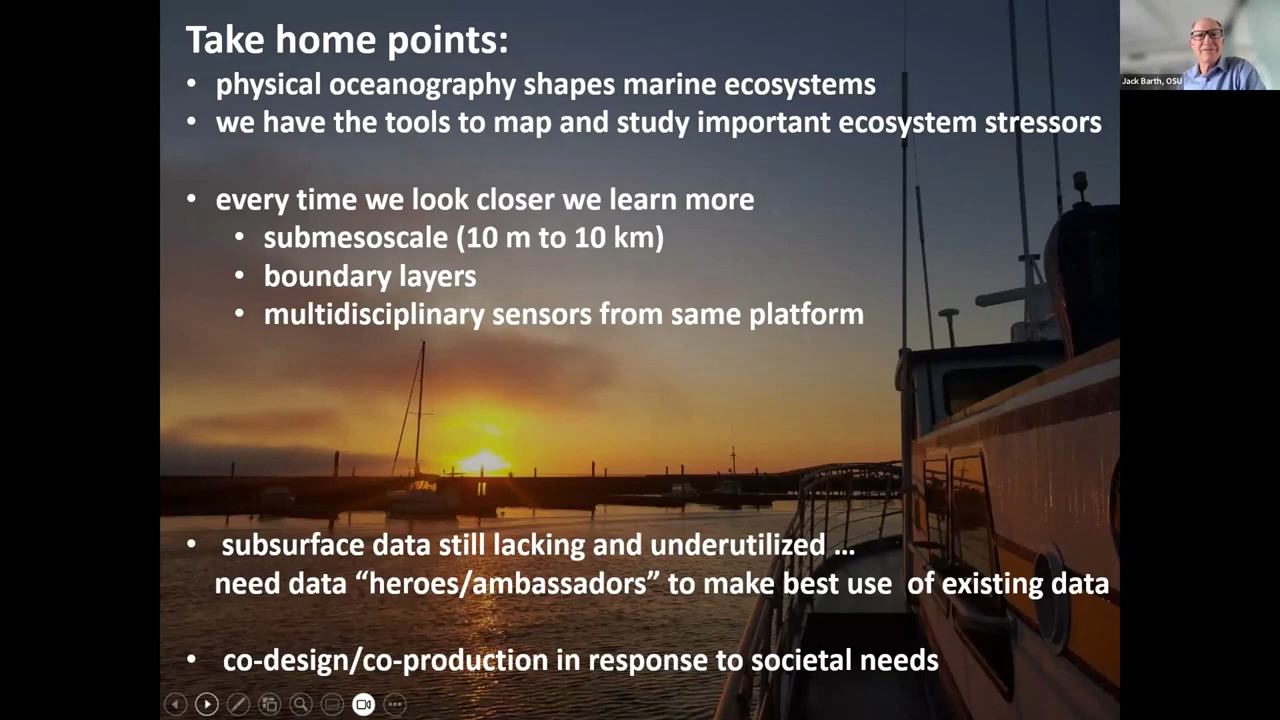 Take home points:
• physical oceanography shapes marine ecosystems
• we have the tools to map and study important ecosystem stressors
• every time we look closer we learn more
• submesoscale (10 m to 10 km)
• boundary layers
• multidisciplinary sensors from same platform
• subsurface data still lacking and underutilized …
need data “heroes/ambassadors” to make best use of existing data
• co-design/co-production in response to societal needs
Jack Barth, OSU